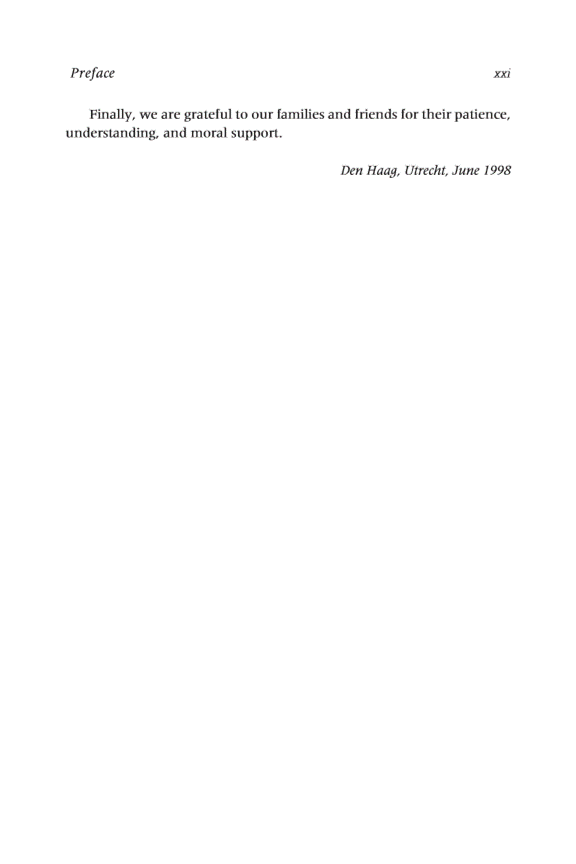 Preface xxi
Finally, we are grateful to our families and friends for their patience,
understanding, and moral support.
Den Haag, Utrecht, June 1998